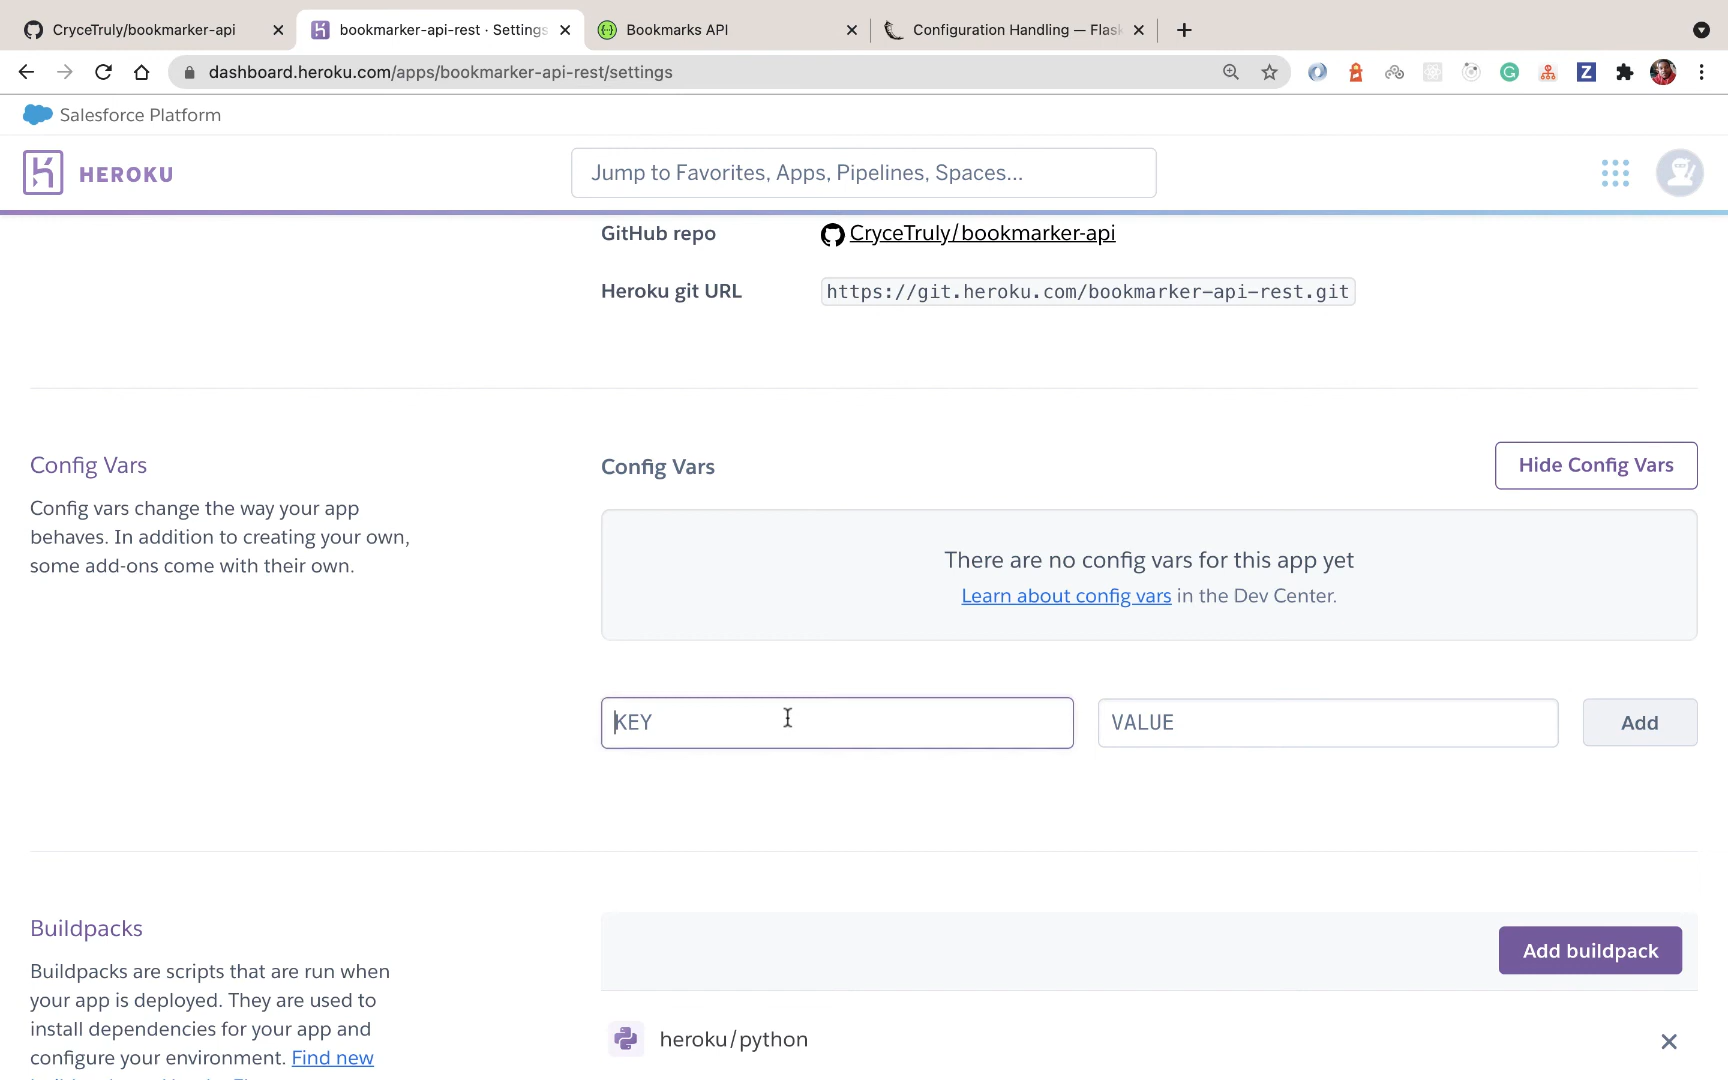 CryceTruly/bookmarker-api
bookmarker-api-rest · Settings
Bookmarks API
Configuration Handling — Flask
dashboard.heroku.com/apps/bookmarker-api-rest/settings
Salesforce Platform
HEROKU
Jump to Favorites, Apps, Pipelines, Spaces...
GitHub repo
CryceTruly/bookmarker-api
Heroku git URL
https://git.heroku.com/bookmarker-api-rest.git
Config Vars
Config vars change the way your app
behaves. In addition to creating your own,
some add-ons come with their own.
Config Vars
Hide Config Vars
There are no config vars for this app yet
Learn about config vars in the Dev Center.
KEY
VALUE
Add
Buildpacks
Buildpacks are scripts that are run when
your app is deployed. They are used to
install dependencies for your app and
configure your environment. Find new
Add buildpack
heroku/python